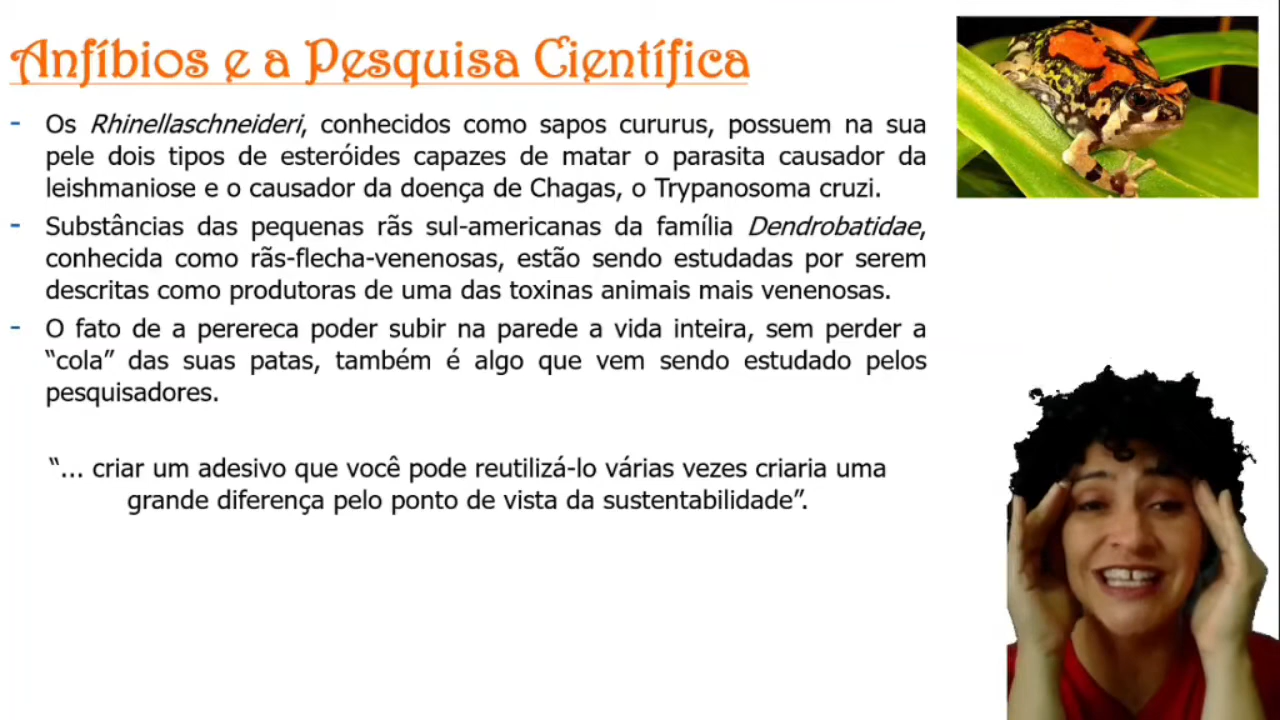 Anfíbios e a Pesquisa Científica
- Os Rhinellaschneideri, conhecidos como sapos cururus, possuem na sua
pele dois tipos de esteróides capazes de matar o parasita causador da
leishmaniose e o causador da doença de Chagas, o Trypanosoma cruzi.
- Substâncias das pequenas rãs sul-americanas da família Dendrobatidae,
conhecida como rãs-flecha-venenosas, estão sendo estudadas por serem
descritas como produtoras de uma das toxinas animais mais venenosas.
- O fato de a perereca poder subir na parede a vida inteira, sem perder a
“cola” das suas patas, também é algo que vem sendo estudado pelos
pesquisadores.
“... criar um adesivo que você pode reutilizá-lo várias vezes criaria uma
grande diferença pelo ponto de vista da sustentabilidade”.